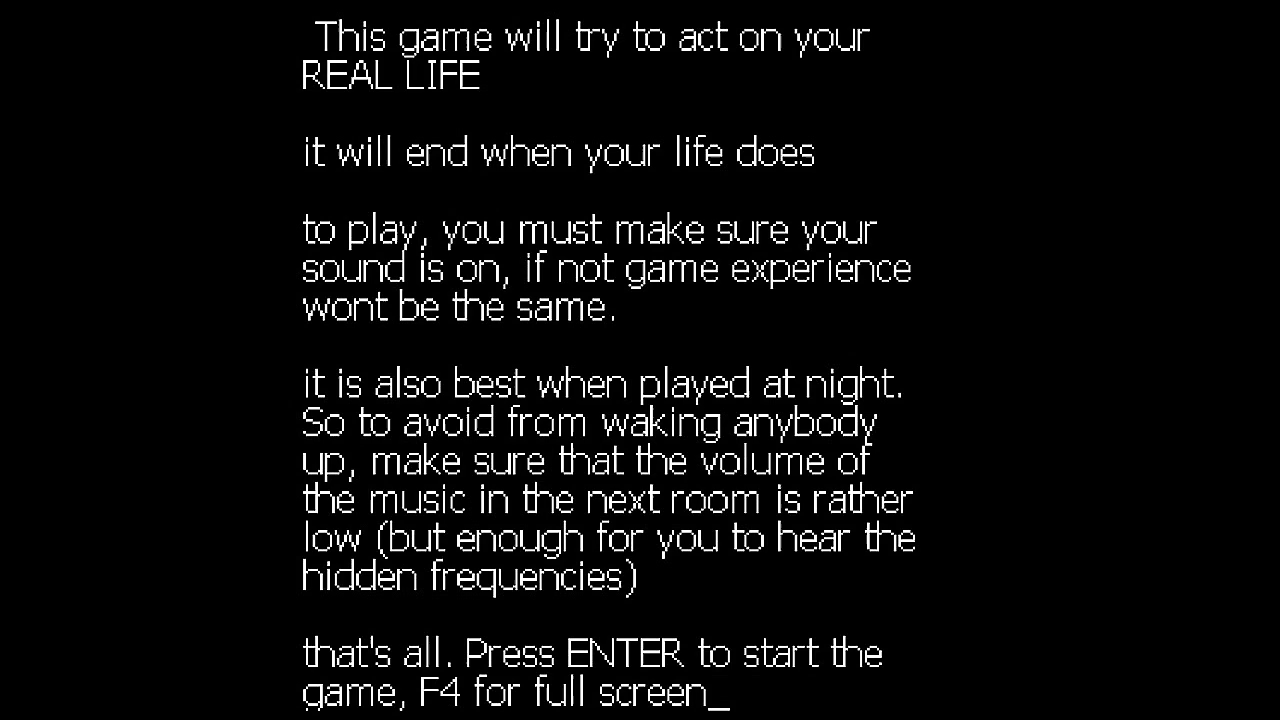 This game will try to act on your
REAL LIFE
it will end when your life does
to play, you must make sure your
sound is on, if not game experience
wont be the same.
it is also best when played at night.
So to avoid from waking anybody
up, make sure that the volume of
the music in the next room is rather
low (but enough for you to hear the
hidden frequencies)
that's all. Press ENTER to start the
game, F4 for full screen_